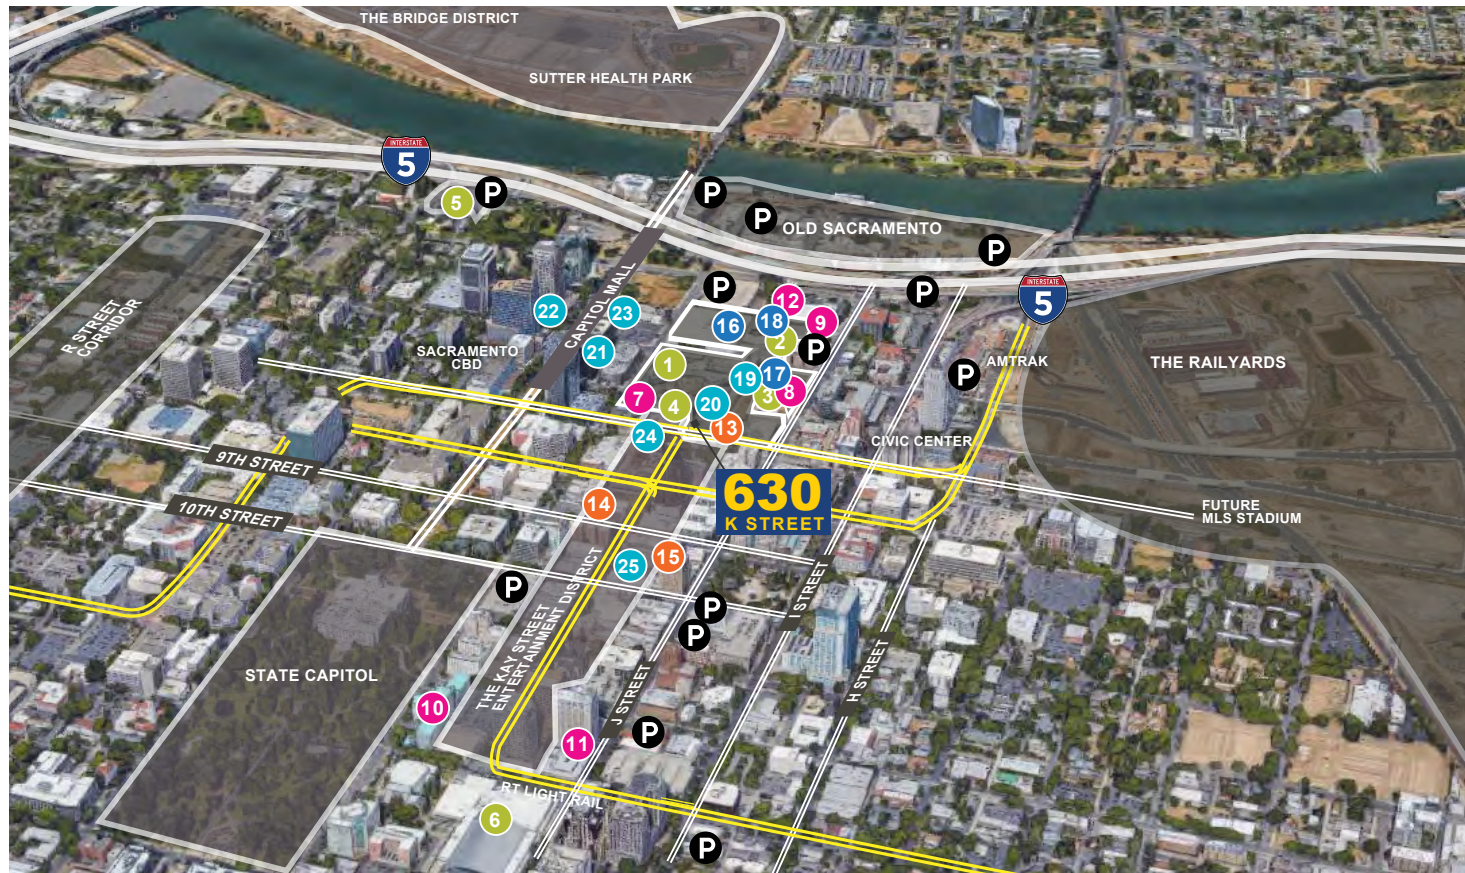 THE BRIDGE DISTRICT
SUTTER HEALTH PARK
INTERSTATE
5
5
P
P
P
OLD SACRAMENTO
P
R STREET
CORRIDOR
CAPITOL MALL
P
P
INTERSTATE
5
12
22
23
16
18
9
2
P
SACRAMENTO
CBD
21
1
19
17
AMTRAK
P
THE RAILYARDS
7
4
20
3
8
24
13
CIVIC CENTER
9TH STREET
10TH STREET
630
K STREET
14
FUTURE
MLS STADIUM
25
15
P
P
P
I STREET
THE KAY STREET
ENTERTAINMENT DISTRICT
STATE CAPITOL
J STREET
H STREET
10
11
P
RT LIGHT RAIL
6
P